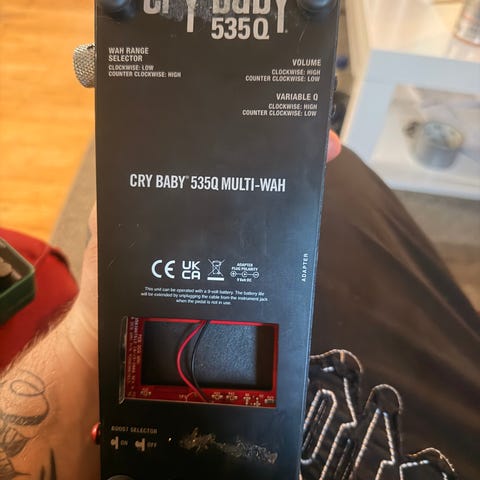 CRY BABY
535Q®
WAH RANGE
SELECTOR
CLOCKWISE: LOW
COUNTER CLOCKWISE: HIGH
VOLUME
CLOCKWISE: HIGH
COUNTER CLOCKWISE: LOW
VARIABLE Q
CLOCKWISE: HIGH
COUNTER CLOCKWISE: LOW
CRY BABY® 535Q MULTI-WAH
CE UK
CA
ADAPTER
PLUG POLARITY
9 Volt DC
This unit can be operated with a 9-volt battery. The battery life
will be extended by unplugging the cable from the instrument jack
when the pedal is not in use.
ADAPTER
BOOST SELECTOR
ON OFF